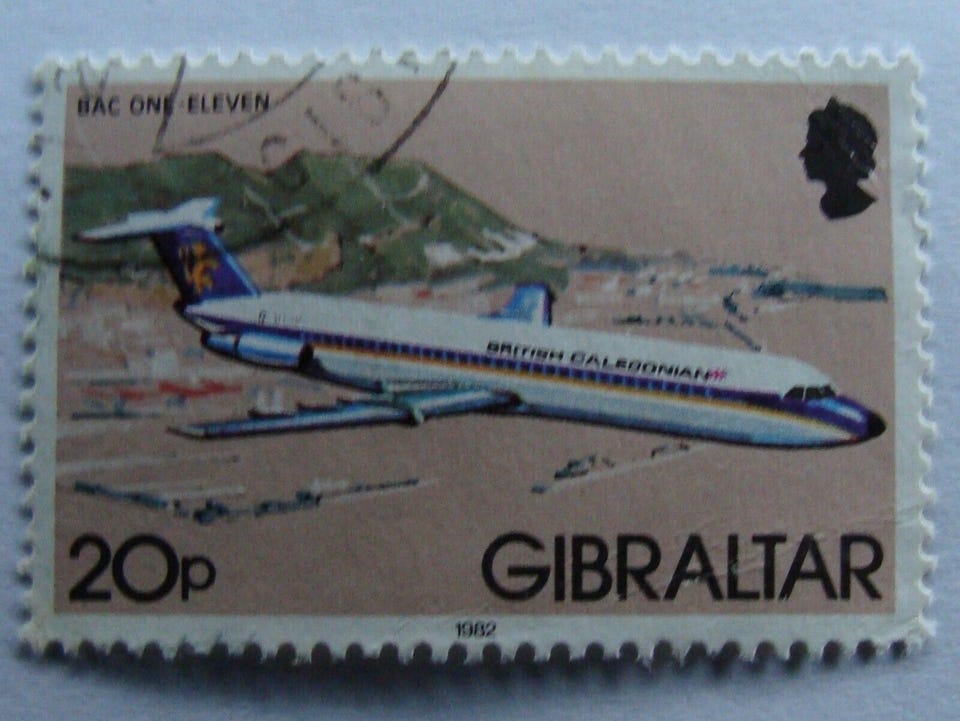 BAC ONE-ELEVEN
BRITISH CALEDONIAN
20p
GIBRALTAR
1982